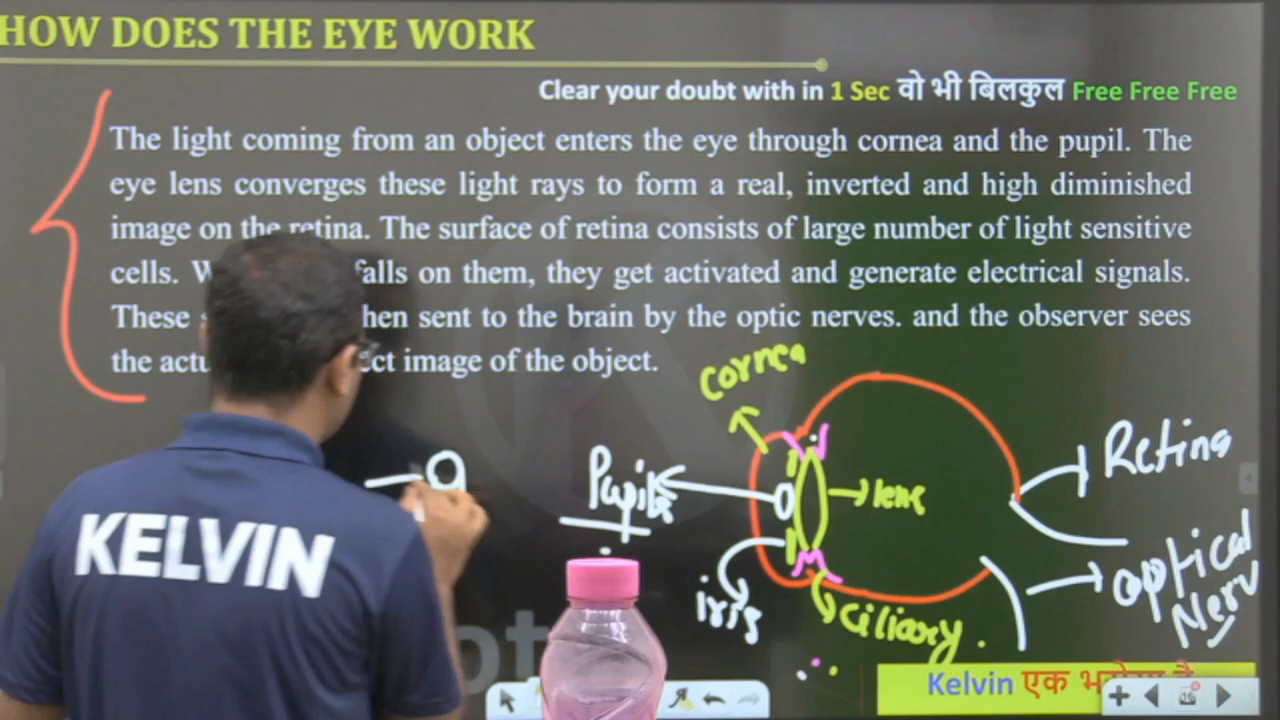 HOW DOES THE EYE WORK
Clear your doubt with in 1 Sec वो भी बिलकुल Free Free Free
The light coming from an object enters the eye through cornea and the pupil. The
eye lens converges these light rays to form a real, inverted and high diminished
image on the retina. The surface of retina consists of large number of light sensitive
cells. falls on them, they get activated and generate electrical signals.
These hen sent to the brain by the optic nerves. and the observer sees
the actu ct image of the object.
cornea
Retina
Pupil
lens
iris
ciliary.
optical
Nerv
KELVIN
Kelvin एक